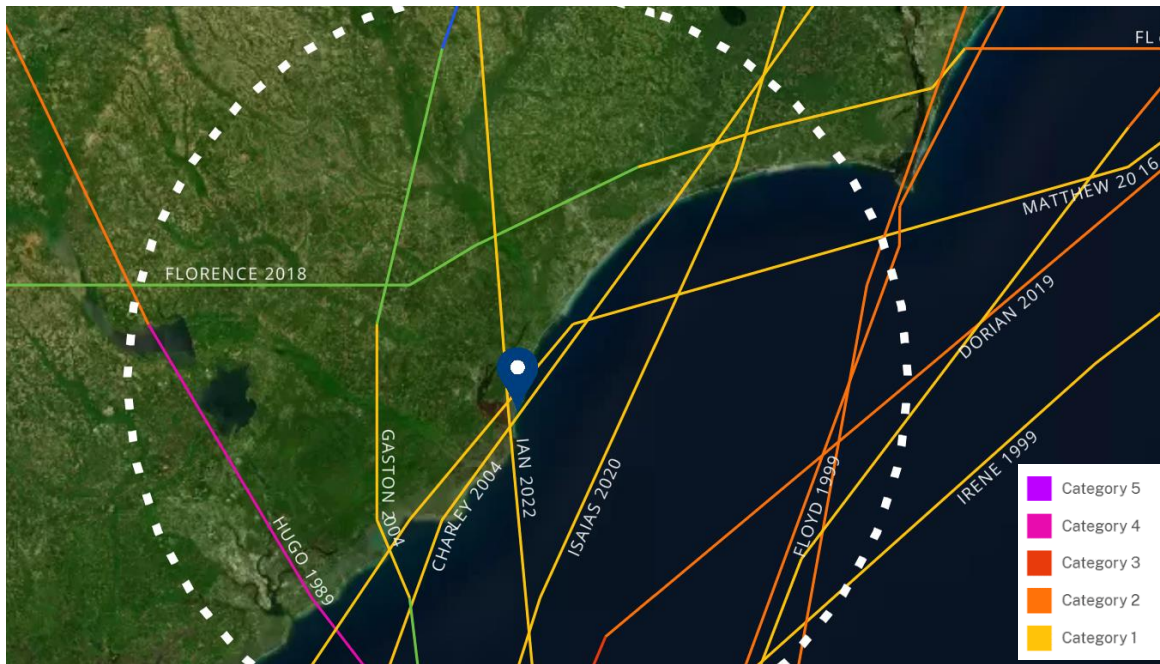 FL
MATTHEW 2016
FLORENCE 2018
DORIAN 2019
GASTON 2004
CHARLEY 2004
IAN 2022
ISAIAS 2020
FLOYD 1999
IRENE 1999
HUGO 1989
Category 5
Category 4
Category 3
Category 2
Category 1